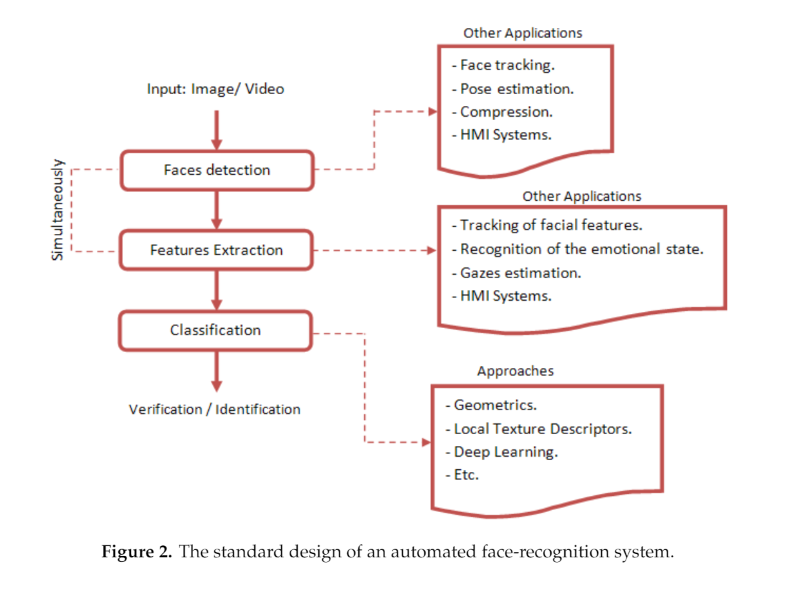 Other Applications
- Face tracking.
- Pose estimation.
- Compression.
- HMI Systems.
Input: Image/ Video
Faces detection
Simultaneously
Other Applications
- Tracking of facial features.
- Recognition of the emotional state.
- Gazes estimation.
- HMI Systems.
Features Extraction
Classification
Approaches
- Geometrics.
- Local Texture Descriptors.
- Deep Learning.
- Etc.
Verification / Identification
Figure 2. The standard design of an automated face-recognition system.